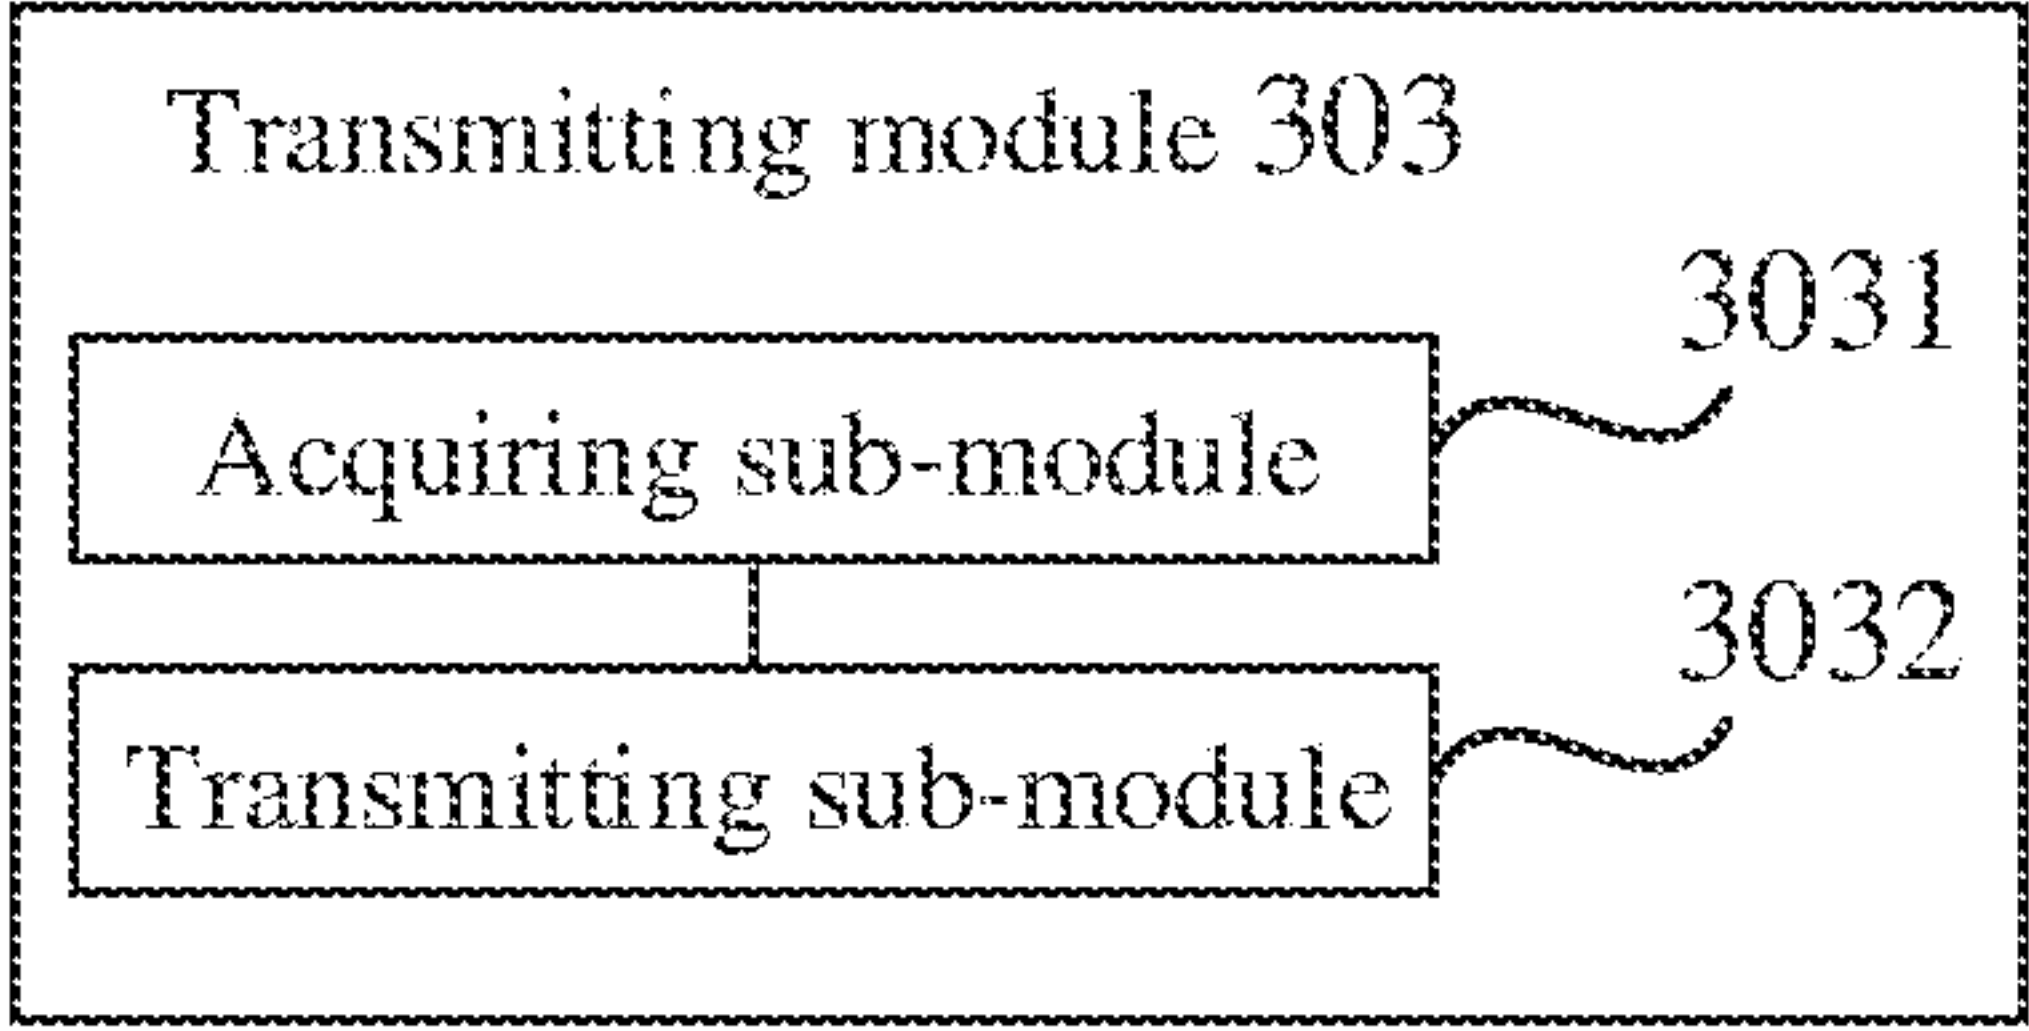 Transmitting module 303
3031
Acquiring sub-module
3032
Transmitting sub-module